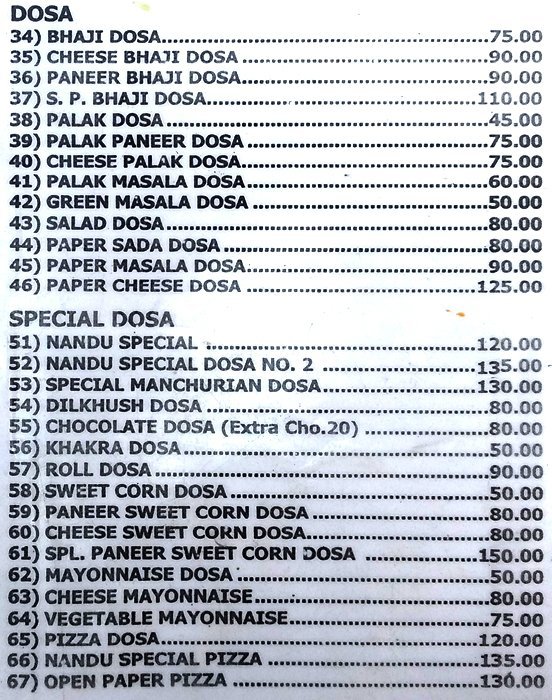 DOSA
34) BHAJI DOSA....................................................75.00
35) CHEESE BHAJI DOSA.......................................90.00
36) PANEER BHAJI DOSA.......................................90.00
37) S. P. BHAJI DOSA............................................110.00
38) PALAK DOSA..................................................45.00
39) PALAK PANEER DOSA......................................75.00
40) CHEESE PALAK DOSA.......................................75.00
41) PALAK MASALA DOSA......................................60.00
42) GREEN MASALA DOSA.....................................50.00
43) SALAD DOSA..................................................80.00
44) PAPER SADA DOSA..........................................80.00
45) PAPER MASALA DOSA......................................90.00
46) PAPER CHEESE DOSA......................................125.00
SPECIAL DOSA
51) NANDU SPECIAL............................................120.00
52) NANDU SPECIAL DOSA NO. 2............................135.00
53) SPECIAL MANCHURIAN DOSA............................130.00
54) DILKHUSH DOSA.............................................80.00
55) CHOCOLATE DOSA (Extra Cho.20).....................80.00
56) KHAKRA DOSA................................................50.00
57) ROLL DOSA.....................................................90.00
58) SWEET CORN DOSA.........................................50.00
59) PANEER SWEET CORN DOSA.............................80.00
60) CHEESE SWEET CORN DOSA..............................80.00
61) SPL. PANEER SWEET CORN DOSA.....................150.00
62) MAYONNAISE DOSA........................................50.00
63) CHEESE MAYONNAISE.....................................80.00
64) VEGETABLE MAYONNAISE.................................75.00
65) PIZZA DOSA...................................................120.00
66) NANDU SPECIAL PIZZA....................................135.00
67) OPEN PAPER PIZZA.........................................130.00